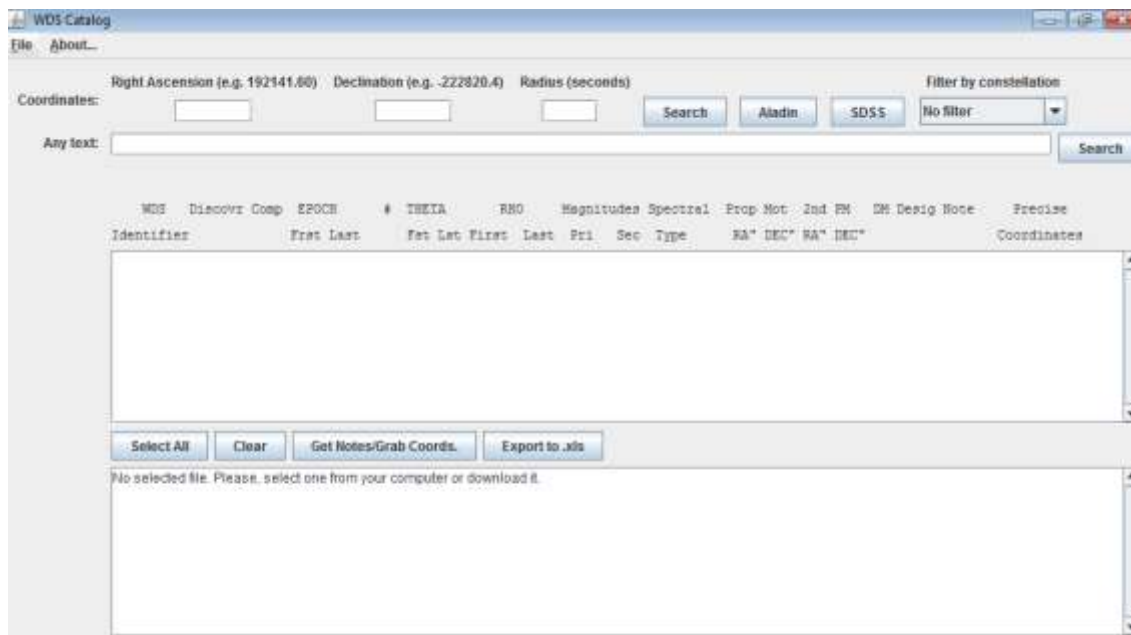 WDS Catalog
File About...
Right Ascension (e.g. 192141.60) Declination (e.g. -222820.4) Radius (seconds) Filter by constellation
Coordinates: Search Aladin SDSS No filter
Any text: Search
WDS Discovr Comp EPOCH # THETA RHO Magnitudes Spectral Prop Mot 2nd PM DM Desig Note Precise
Identifier Frst Last Fst Lst First Last Pri Sec Type RA" DEC" RA" DEC" Coordinates
Select All Clear Get Notes/Grab Coords. Export to .xls
No selected file. Please, select one from your computer or download it.